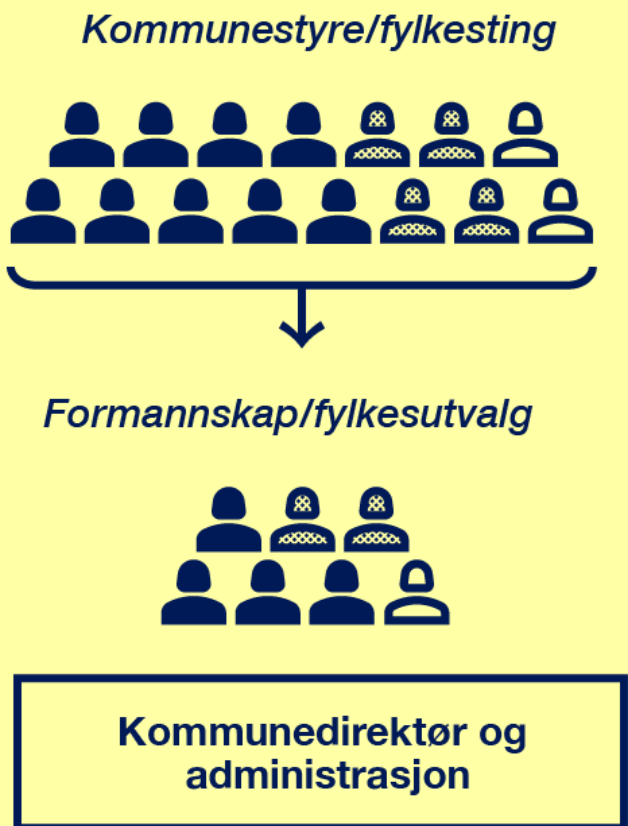 Kommunestyre/fylkesting
Formannskap/fylkesutvalg
Kommunedirektør og
administrasjon